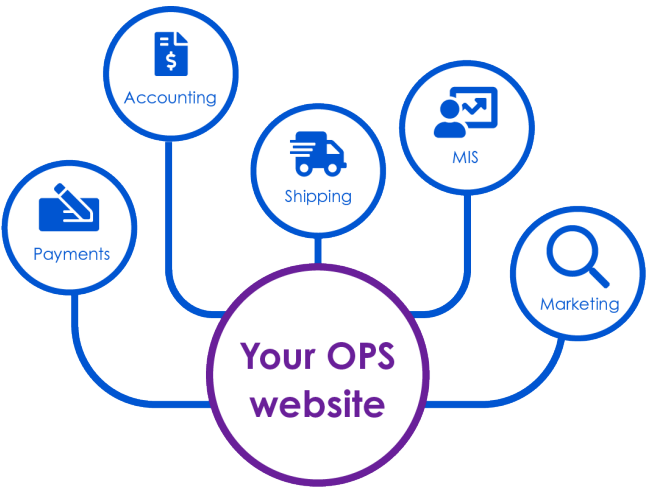 Accounting
$
MIS
Shipping
Payments
Marketing
Your OPS
website